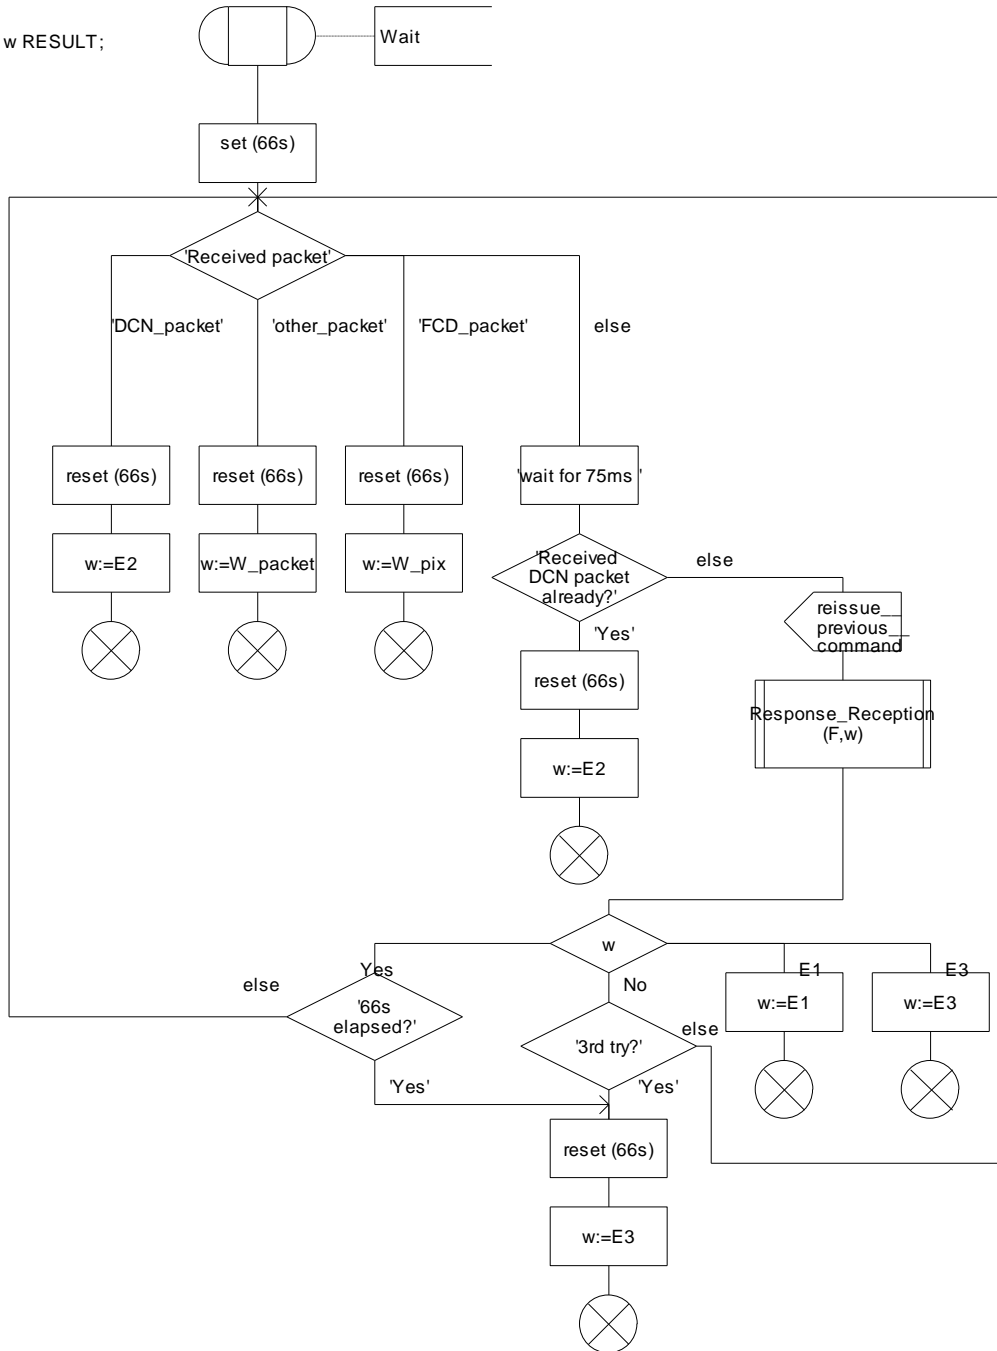 w RESULT;
Wait
set (66s)
'Received packet'
'DCN_packet'
'other_packet'
'FCD_packet'
else
reset (66s)
reset (66s)
reset (66s)
'wait for 75ms '
w:=E2
w:=W_packet
w:=W_pix
'Received
DCN packet
already?'
else
reissue__
previous__
command
'Yes'
reset (66s)
Response_Reception
(F,w)
w:=E2
w
Yes
No
E1
E3
else
'66s
elapsed?'
w:=E1
w:=E3
'3rd try?'
else
'Yes'
'Yes'
reset (66s)
w:=E3